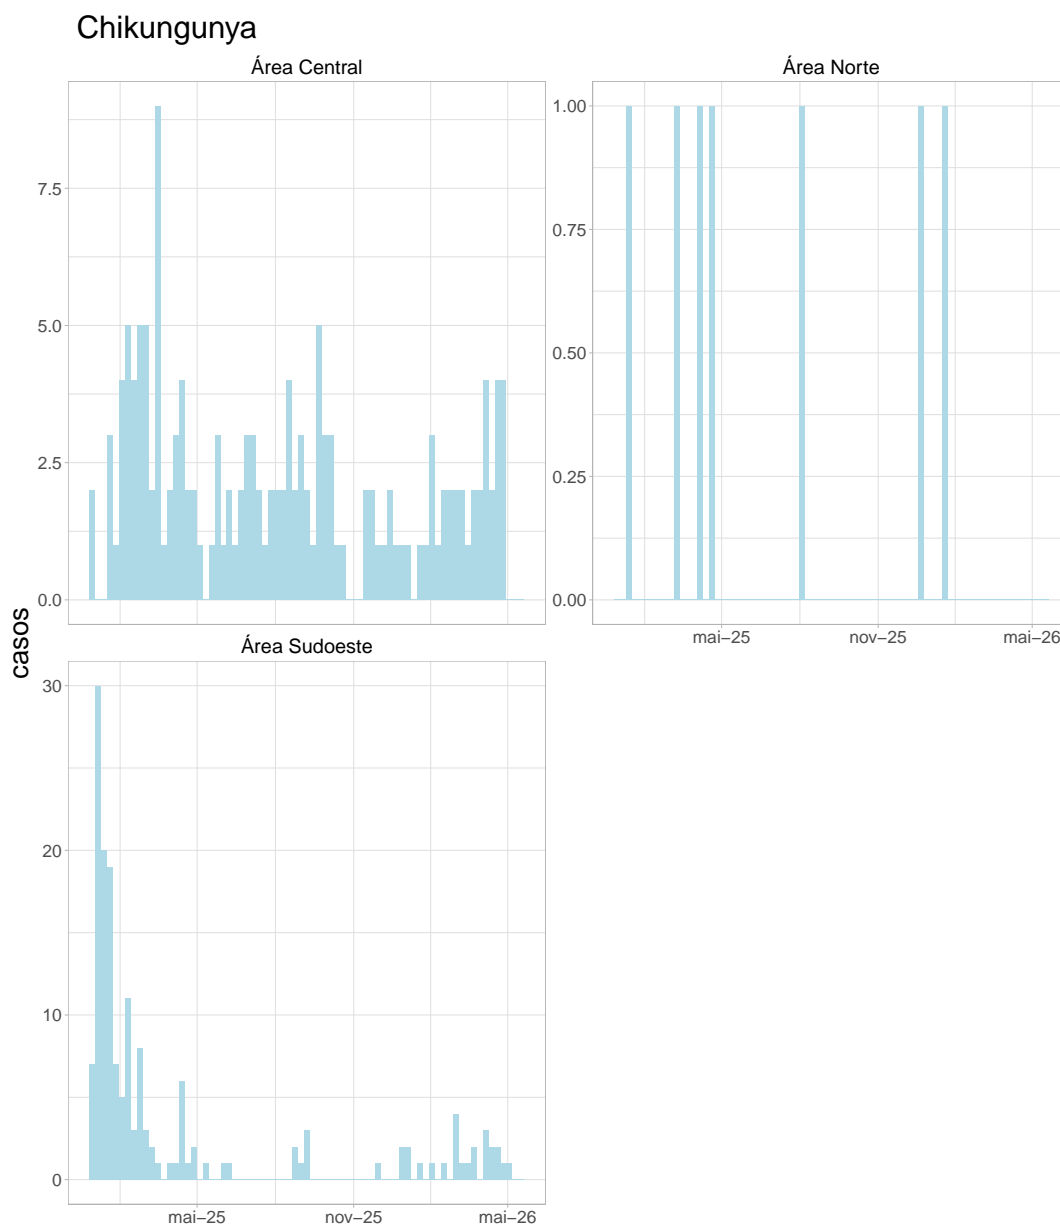 Chikungunya
Área Central
Área Norte
7.5
5.0
2.5
0.0
1.00
0.75
0.50
0.25
0.00
mai–25
nov–25
mai–26
casos
Área Sudoeste
30
20
10
0
mai–25
nov–25
mai–26